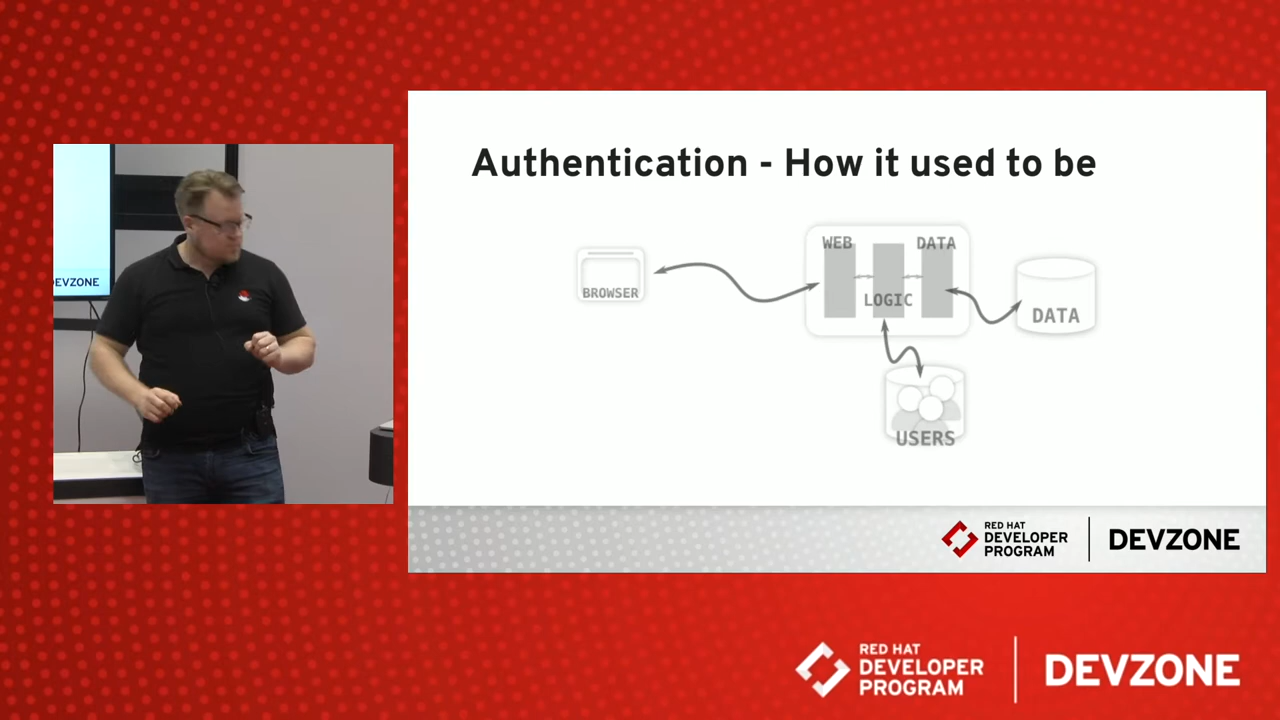 EVZONE
Authentication - How it used to be
WEB
DATA
BROWSER
LOGIC
DATA
USERS
RED HAT
DEVELOPER
PROGRAM
DEVZONE
RED HAT
DEVELOPER
PROGRAM
DEVZONE